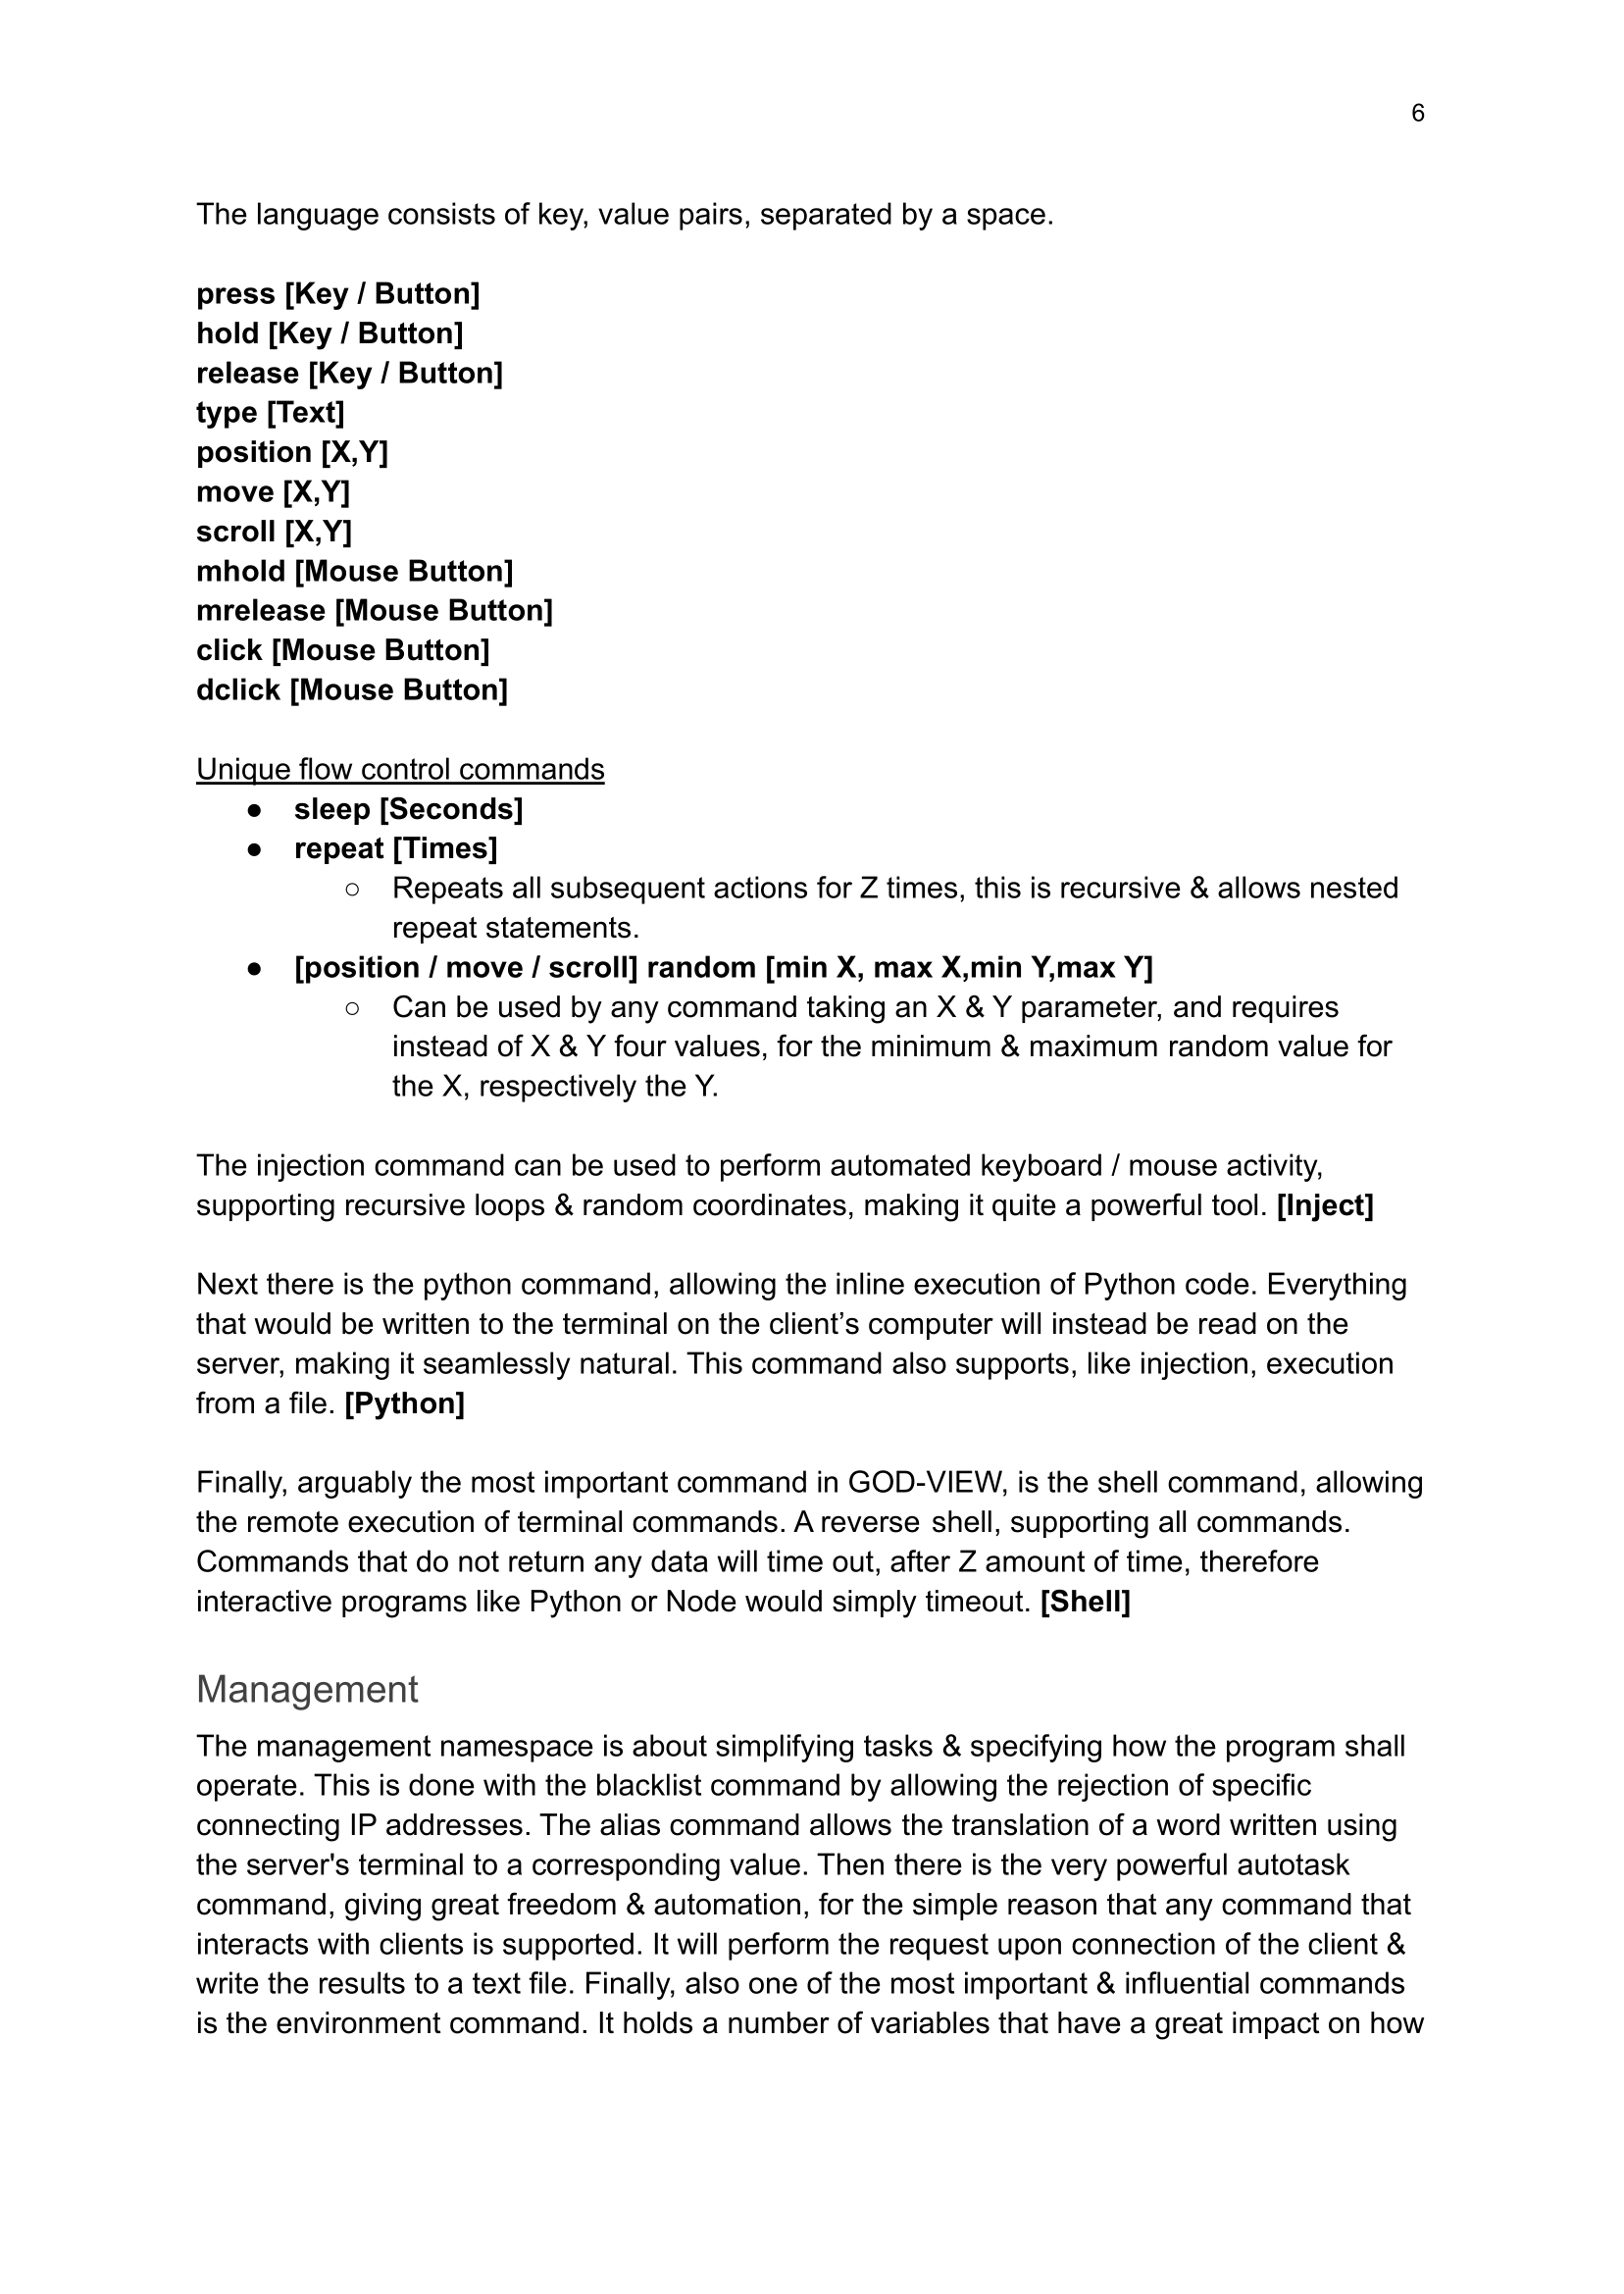 6
The language consists of key, value pairs, separated by a space.
press [Key / Button]
hold [Key / Button]
release [Key / Button]
type [Text]
position [X,Y]
move [X,Y]
scroll [X,Y]
mhold [Mouse Button]
mrelease [Mouse Button]
click [Mouse Button]
dclick [Mouse Button]
Unique flow control commands
● sleep [Seconds]
● repeat [Times]
○ Repeats all subsequent actions for Z times, this is recursive & allows nested
repeat statements.
● [position / move / scroll] random [min X, max X,min Y,max Y]
○ Can be used by any command taking an X & Y parameter, and requires
instead of X & Y four values, for the minimum & maximum random value for
the X, respectively the Y.
The injection command can be used to perform automated keyboard / mouse activity,
supporting recursive loops & random coordinates, making it quite a powerful tool. [Inject]
Next there is the python command, allowing the inline execution of Python code. Everything
that would be written to the terminal on the client’s computer will instead be read on the
server, making it seamlessly natural. This command also supports, like injection, execution
from a file. [Python]
Finally, arguably the most important command in GOD-VIEW, is the shell command, allowing
the remote execution of terminal commands. A reverse shell, supporting all commands.
Commands that do not return any data will time out, after Z amount of time, therefore
interactive programs like Python or Node would simply timeout. [Shell]
Management
The management namespace is about simplifying tasks & specifying how the program shall
operate. This is done with the blacklist command by allowing the rejection of specific
connecting IP addresses. The alias command allows the translation of a word written using
the server's terminal to a corresponding value. Then there is the very powerful autotask
command, giving great freedom & automation, for the simple reason that any command that
interacts with clients is supported. It will perform the request upon connection of the client &
write the results to a text file. Finally, also one of the most important & influential commands
is the environment command. It holds a number of variables that have a great impact on how